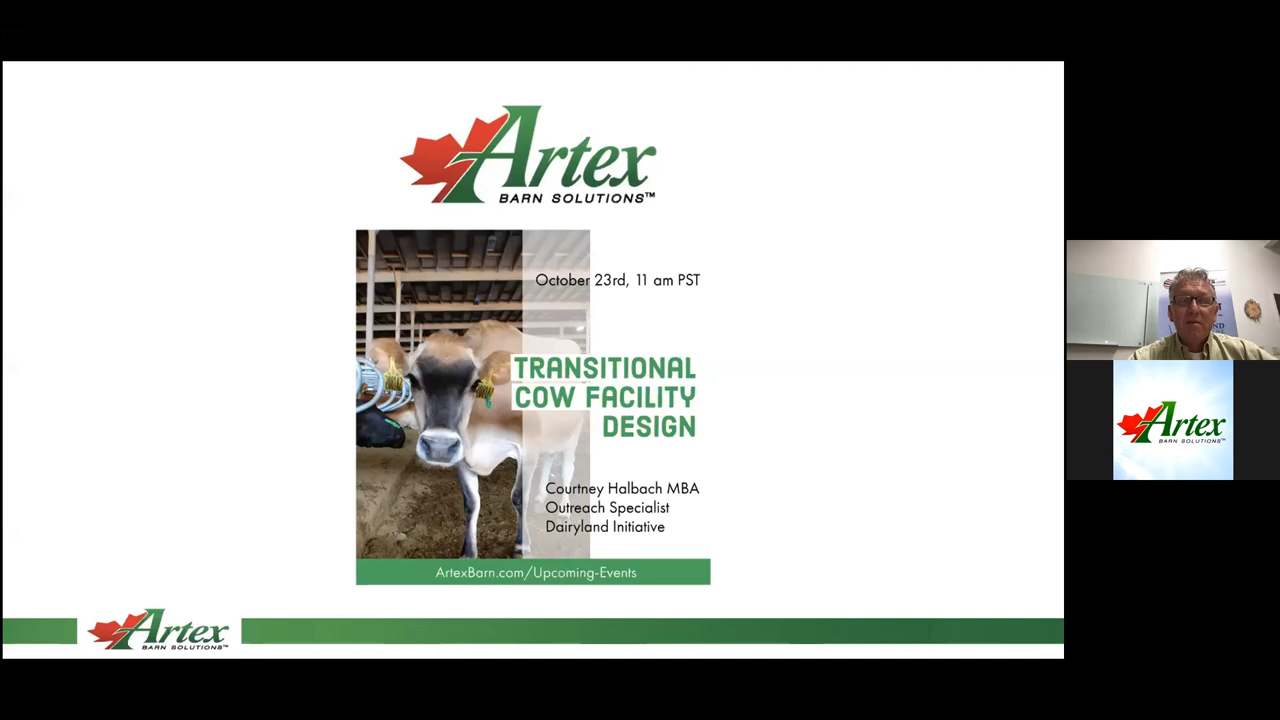 Artex
BARN SOLUTIONS™
October 23rd, 11 am PST
TRANSITIONAL
COW FACILITY
DESIGN
Courtney Halbach MBA
Outreach Specialist
Dairyland Initiative
ArtexBarn.com/Upcoming-Events
Artex
BARN SOLUTIONS™
Artex
BARN SOLUTIONS™